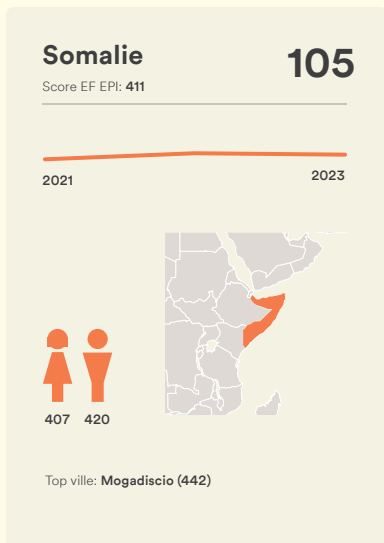 Somalie
105
Score EF EPI: 411
2021
2023
407 420
Top ville: Mogadiscio (442)